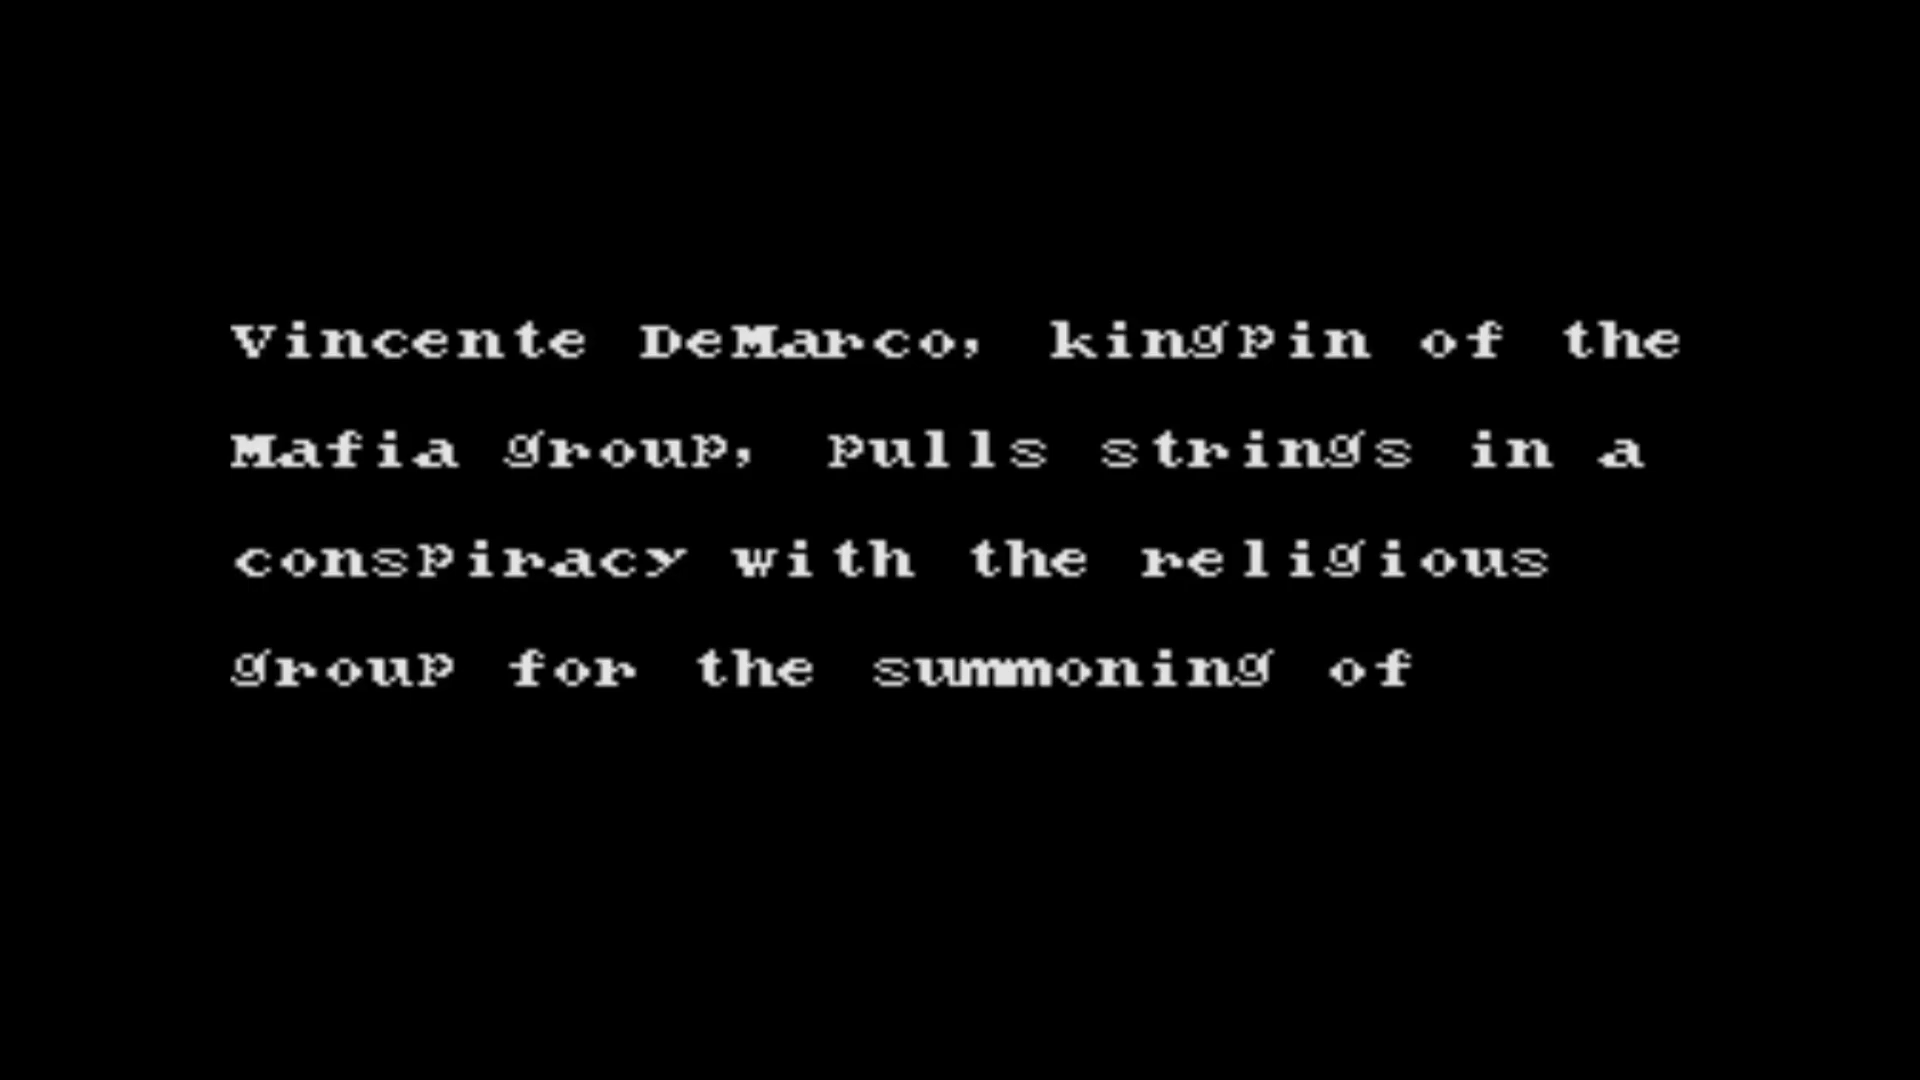 Vincente DeMarco, kingpin of the
Mafia group, pulls strings in a
conspiracy with the religious
group for the summoning of